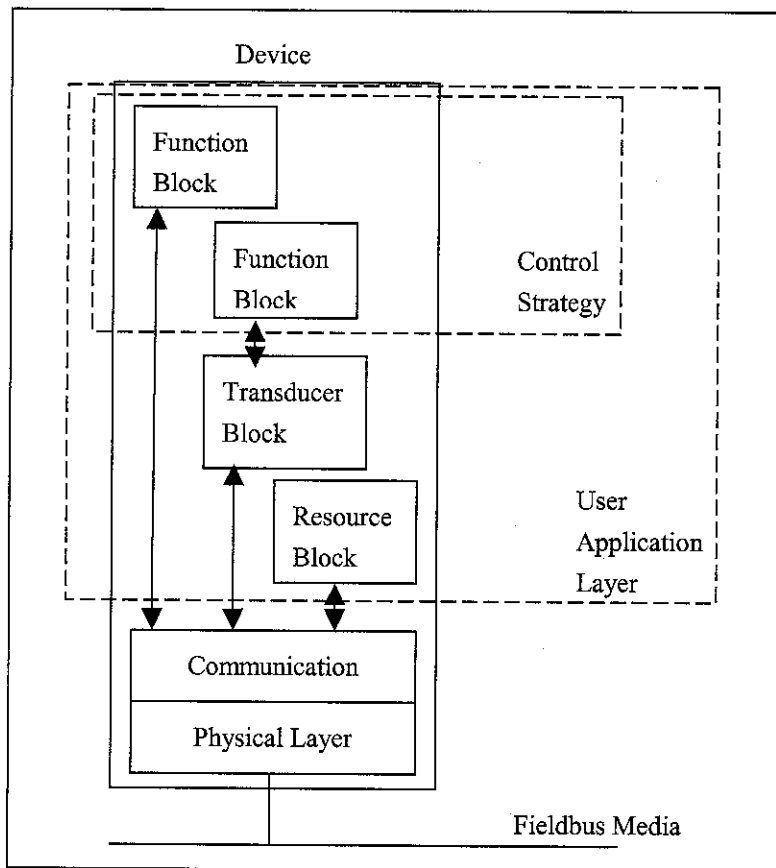 Device
Function
Block
Function
Block
Control
Strategy
Transducer
Block
Resource
Block
User
Application
Layer
Communication
Physical Layer
Fieldbus Media